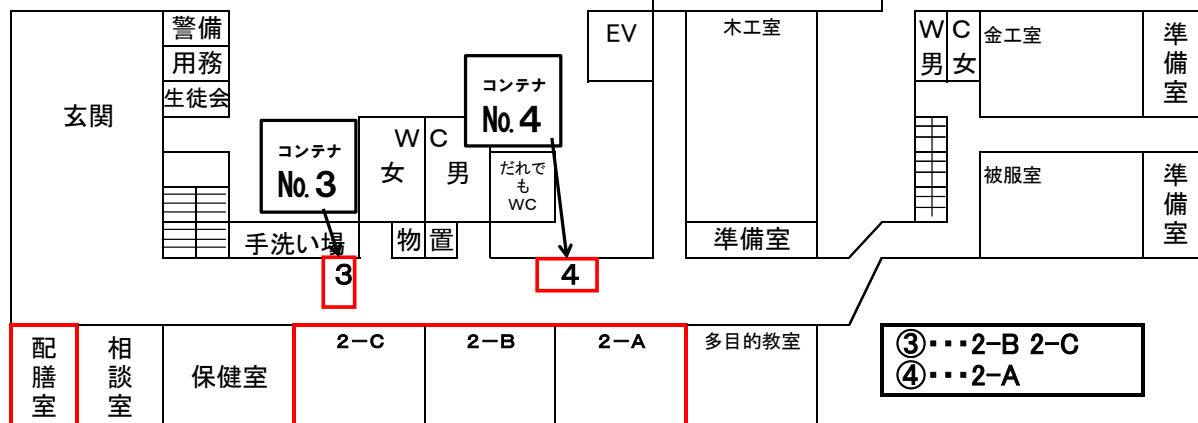 警備
用務
生徒会
玄関
コンテナ
No. 3
コンテナ
No. 4
W C
女 男
だれで
も
WC
EV
木工室
W C
男 女
金工室
準備室
手洗い場
物置
準備室
被服室
準備室
3
4
配膳室
相談室
保健室
2-C
2-B
2-A
多目的教室
③･･･2-B 2-C
④･･･2-A